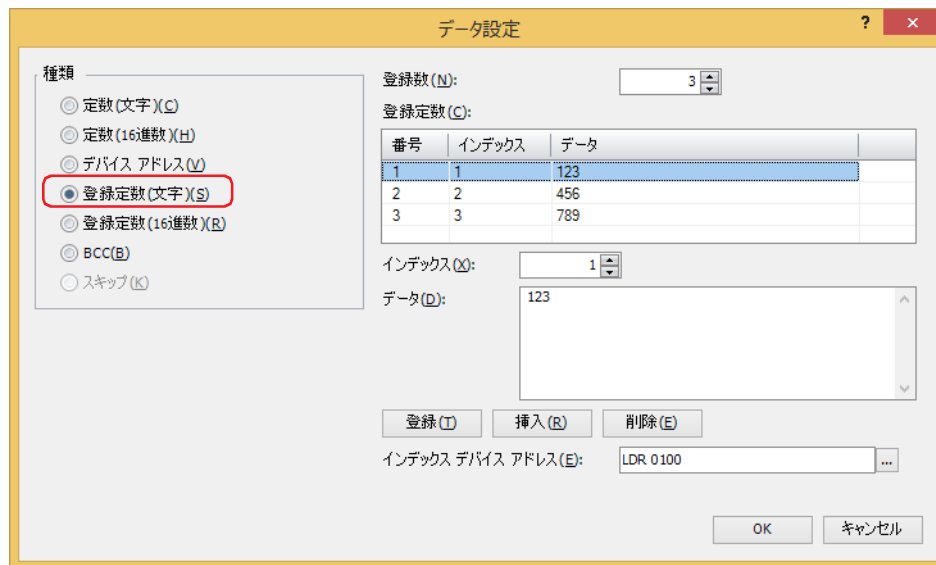 データ設定
?
種類
定数(文字)(C)
定数(16進数)(H)
デバイス アドレス(V)
登録定数(文字)(S)
登録定数(16進数)(R)
BCC(B)
スキップ(K)
登録数(N): 3
登録定数(C):
番号 インデックス データ
1 1 123
2 2 456
3 3 789
インデックス(X): 1
データ(D): 123
登録(T) 挿入(R) 削除(E)
インデックス デバイス アドレス(E): LDR 0100 ...
OK キャンセル